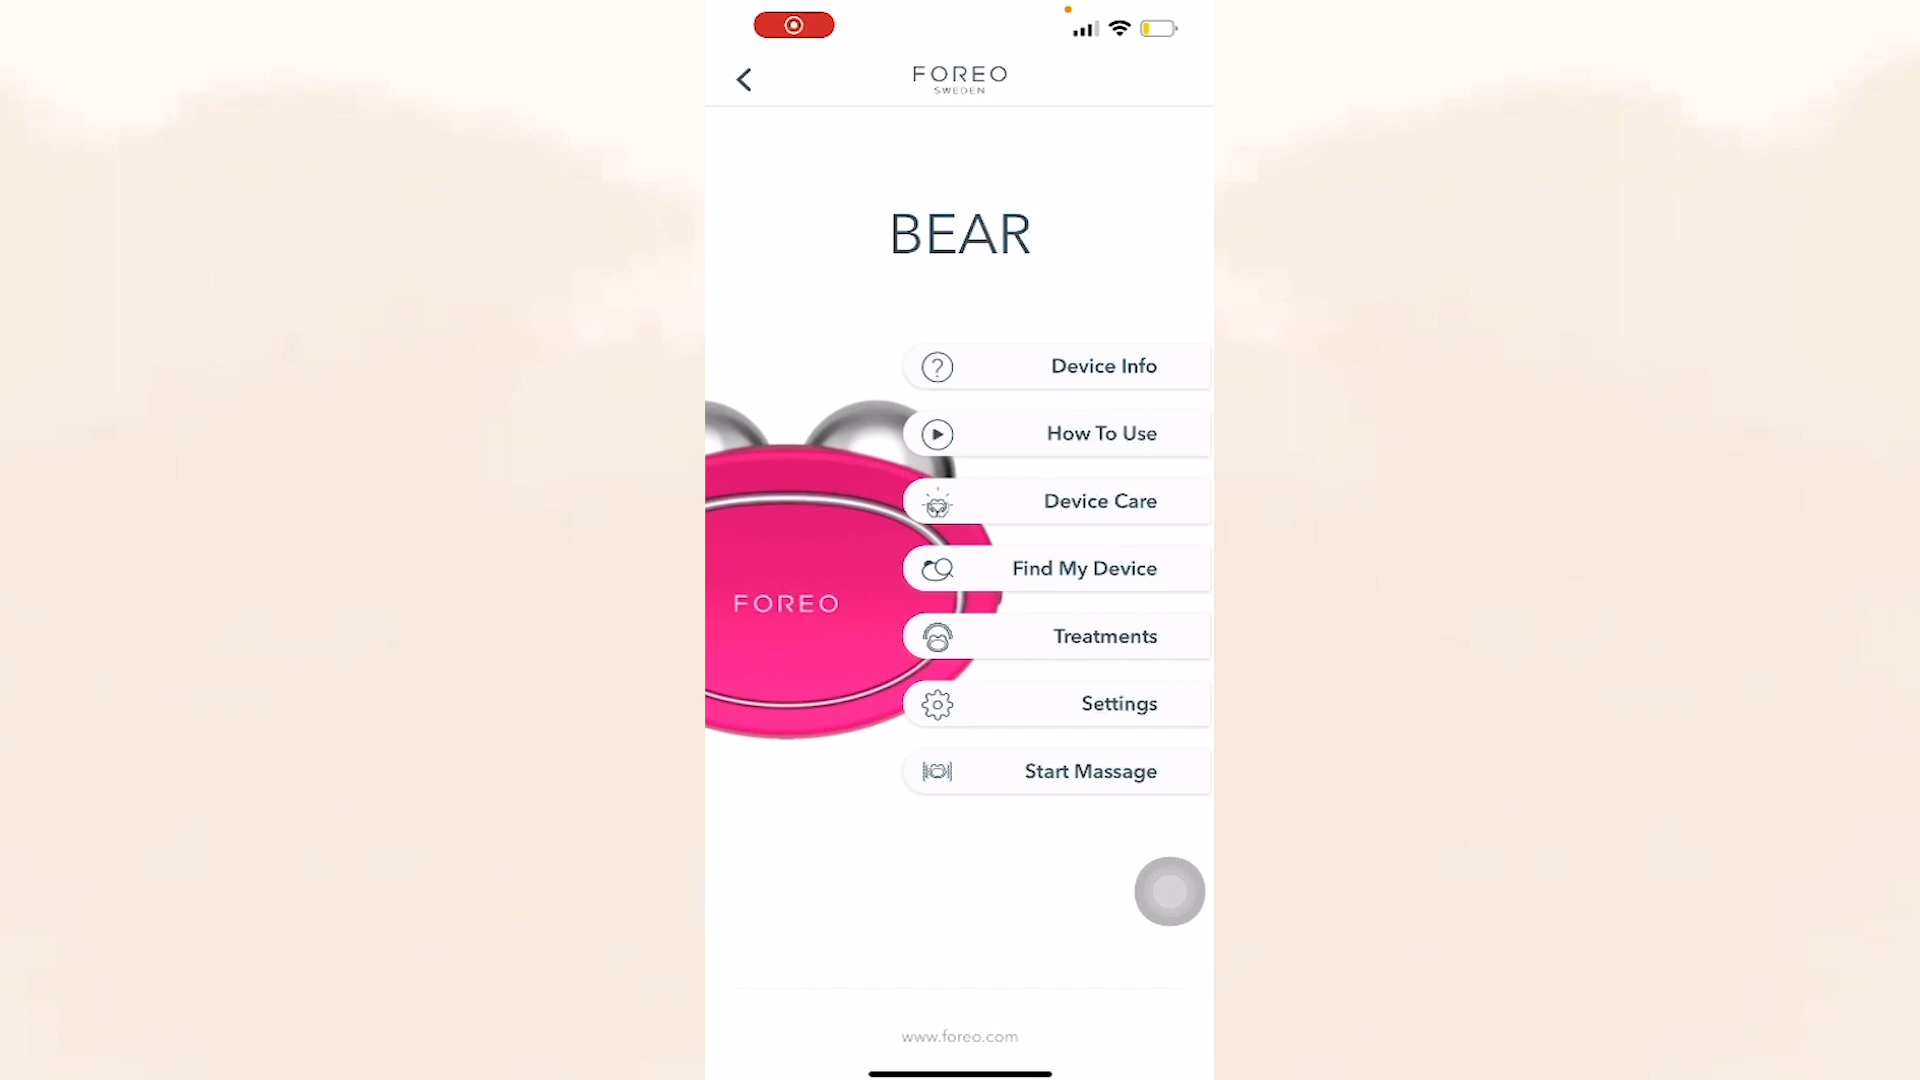 FOREO
SWEDEN
BEAR
Device Info
How To Use
Device Care
Find My Device
FOREO
Treatments
Settings
Start Massage
www.foreo.com